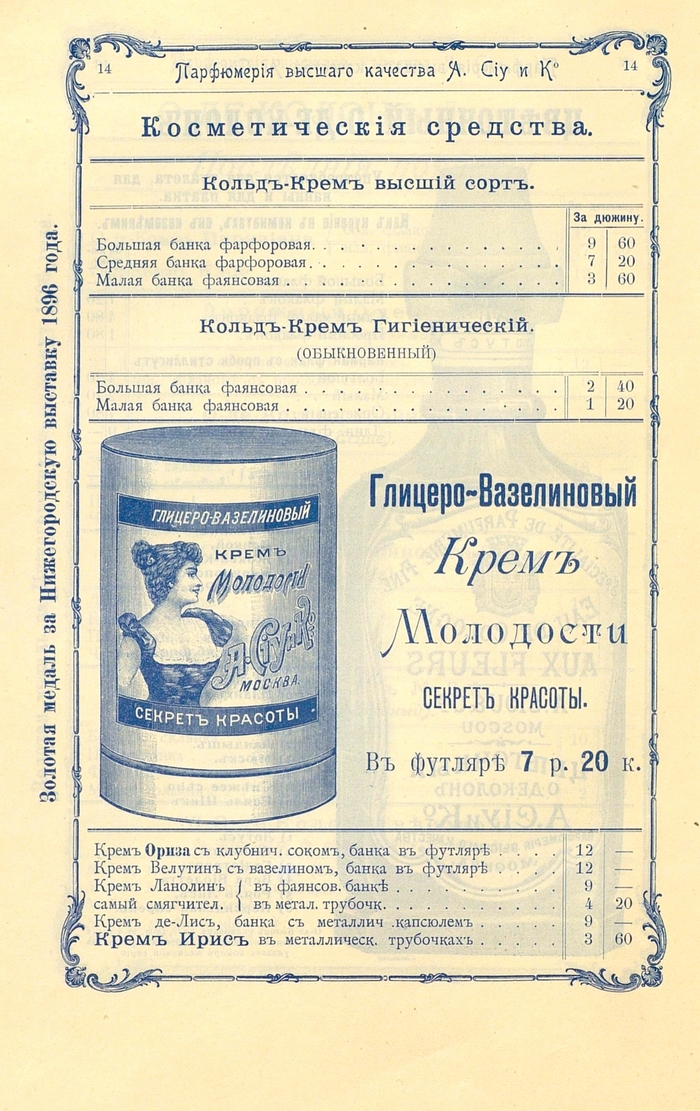 14 Парфюмерія высшаго качества А. Сіу и Кº 14
Косметическія средства.
Кольдъ-Кремъ высшій сортъ.
За дюжину.
Большая банка фарфоровая. 9 60
Средняя банка фарфоровая. 7 20
Малая банка фаянсовая 3 60
Кольдъ-Кремъ Гигіеническій.
(ОБЫКНОВЕННЫЙ)
Большая банка фаянсовая 2 40
Малая банка фаянсовая 1 20
ГЛИЦЕРО-ВАЗЕЛИНОВЫЙ
КРЕМЪ
Молодости
А. Сіу и Кº
МОСКВА.
СЕКРЕТЪ КРАСОТЫ
Глицеро-Вазелиновый
Кремъ
Молодости
СЕКРЕТЪ КРАСОТЫ.
Въ футлярѣ 7 р. 20 к.
Кремъ Ориза съ клубнич. сокомъ, банка въ футлярѣ 12 —
Кремъ Велутинъ съ вазелиномъ, банка въ футлярѣ 12 —
Кремъ Ланолинъ { въ фаянсов. банкѣ 9 —
самый смягчител. } въ метал. трубочк. 4 20
Кремъ де-Лисъ, банка съ металлич .капсюлемъ 9 —
Кремъ Ирисъ въ металлическ. трубочкахъ 3 60
Золотая медаль за Нижегородскую выставку 1896 года.